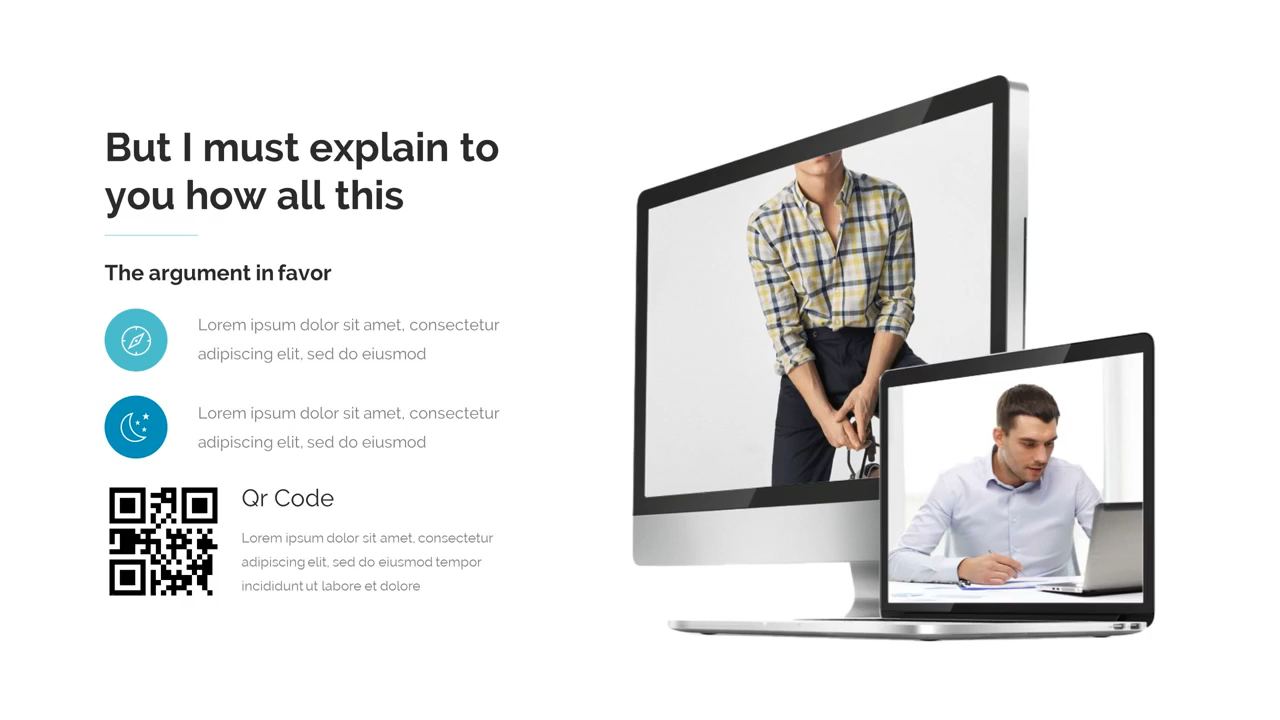 But I must explain to
you how all this
The argument in favor
Lorem ipsum dolor sit amet, consectetur
adipiscing elit, sed do eiusmod
Lorem ipsum dolor sit amet, consectetur
adipiscing elit, sed do eiusmod
Qr Code
Lorem ipsum dolor sit amet, consectetur
adipiscing elit, sed do eiusmod tempor
incididunt ut labore et dolore